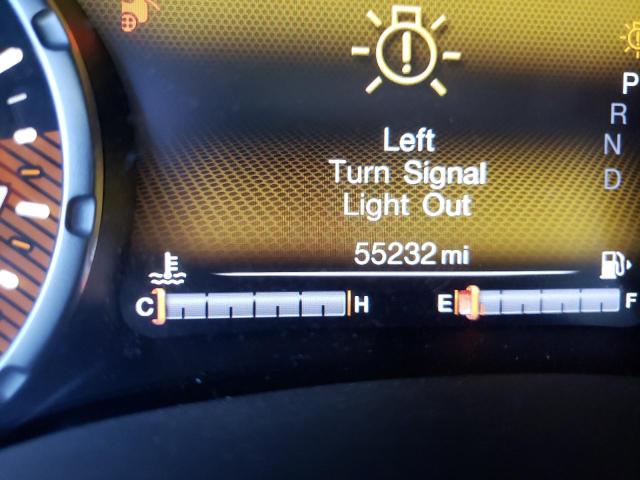 P
R
N
D
Left
Turn Signal
Light Out
55232 mi
C H E F